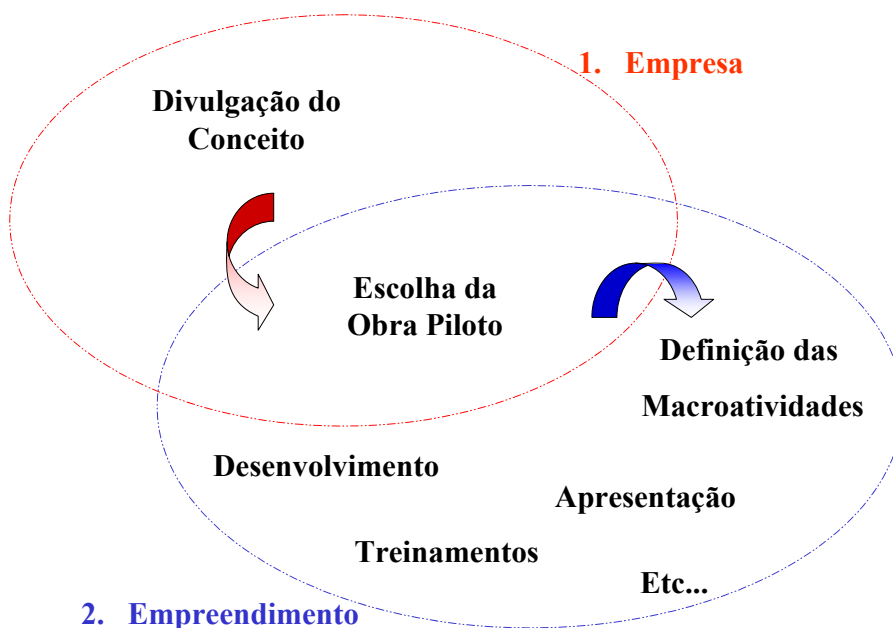 1. Empresa
Divulgação do
Conceito
Escolha da
Obra Piloto
Definição das
Macroatividades
Desenvolvimento
Apresentação
Treinamentos
Etc...
2. Empreendimento